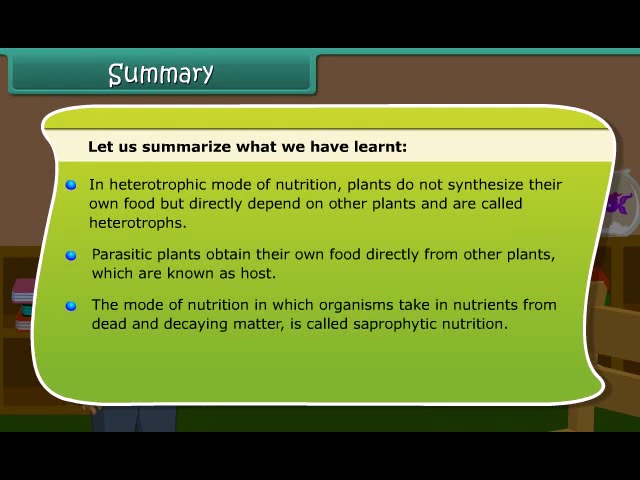 Summary
Let us summarize what we have learnt:
In heterotrophic mode of nutrition, plants do not synthesize their
own food but directly depend on other plants and are called
heterotrophs.
Parasitic plants obtain their own food directly from other plants,
which are known as host.
The mode of nutrition in which organisms take in nutrients from
dead and decaying matter, is called saprophytic nutrition.